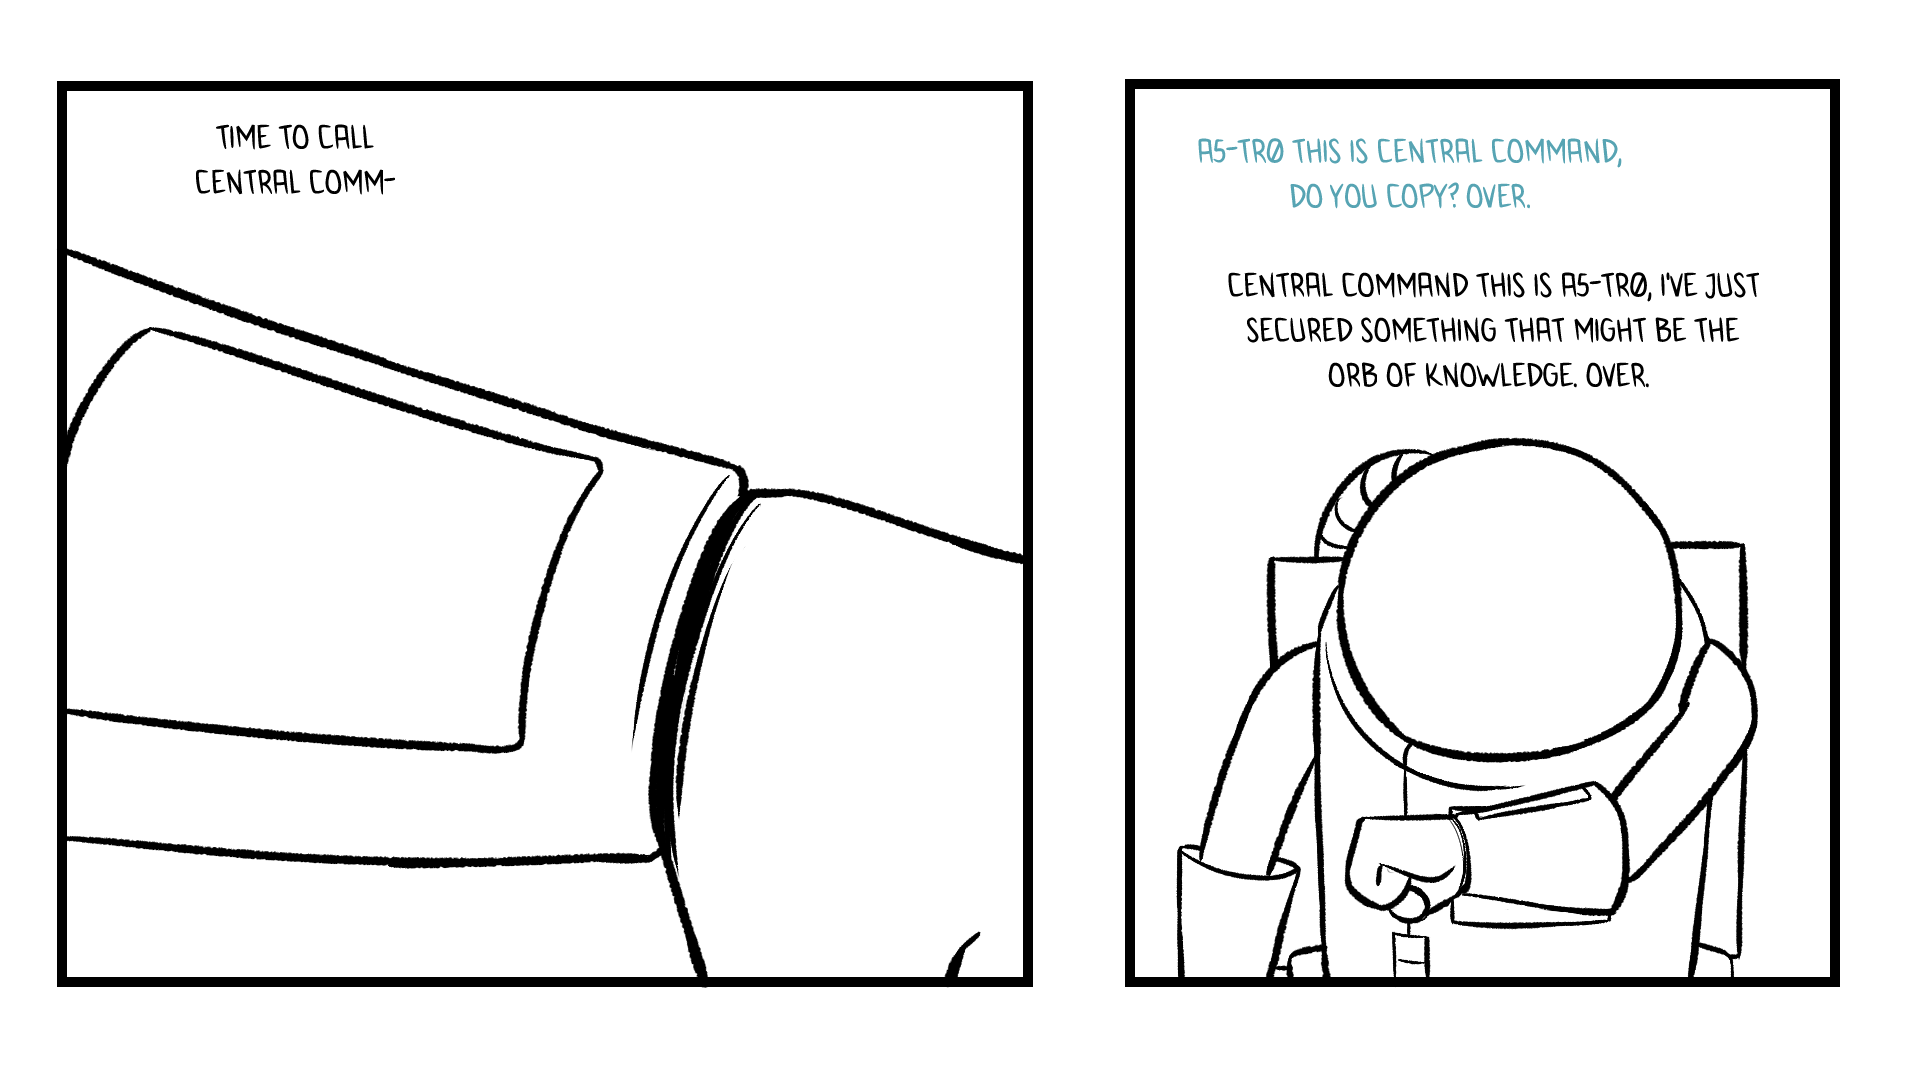 TIME TO CALL
CENTRAL COMM-
A5-TRØ THIS IS CENTRAL COMMAND,
DO YOU COPY? OVER.
CENTRAL COMMAND THIS IS A5-TRØ, I'VE JUST
SECURED SOMETHING THAT MIGHT BE THE
ORB OF KNOWLEDGE. OVER.